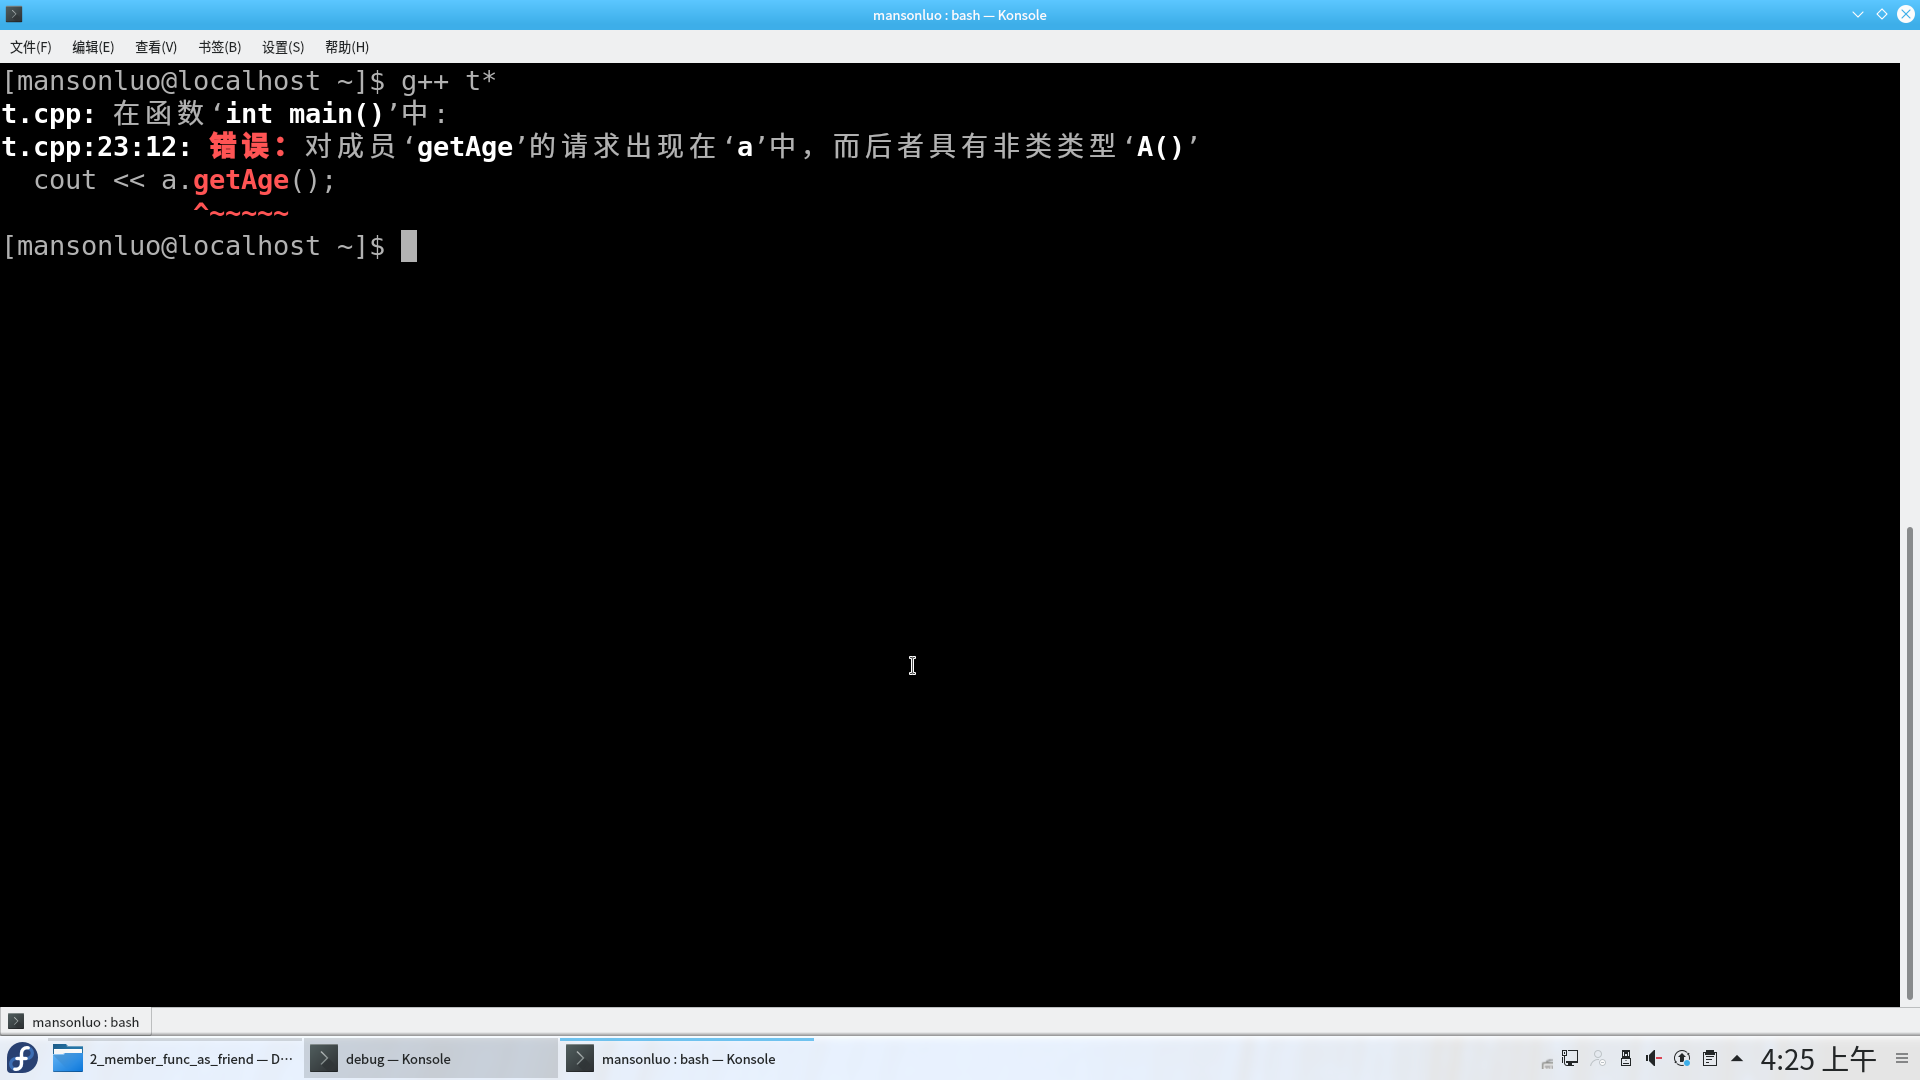 mansonluo : bash — Konsole
文件(F) 编辑(E) 查看(V) 书签(B) 设置(S) 帮助(H)
[mansonluo@localhost ~]$ g++ t*
t.cpp: 在函数‘int main()’中:
t.cpp:23:12: 错误：对成员‘getAge’的请求出现在‘a’中，而后者具有非类类型‘A()’
  cout << a.getAge();
            ^~~~~~
[mansonluo@localhost ~]$
mansonluo : bash
2_member_func_as_friend — D··· debug — Konsole mansonluo : bash — Konsole 4:25 上午